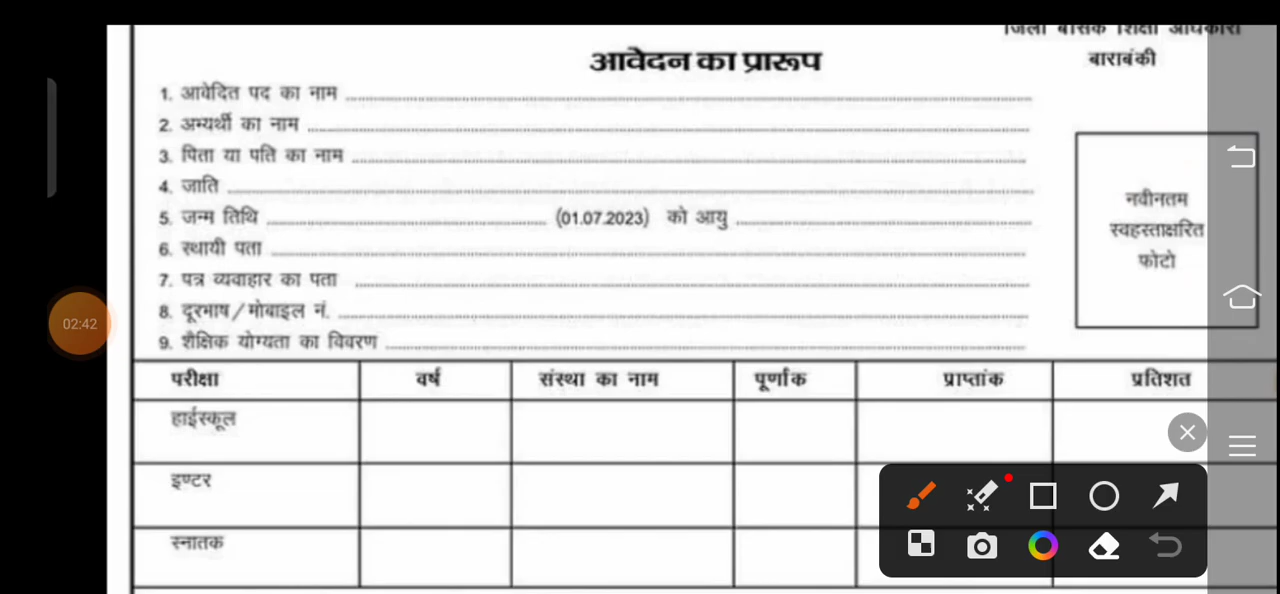 जिला बेसिक शिक्षा अधिकारी
बाराबंकी
आवेदन का प्रारूप
1. आवेदित पद का नाम
2. अभ्यर्थी का नाम
3. पिता या पति का नाम
4. जाति
5. जन्म तिथि (01.07.2023) को आयु
6. स्थायी पता
7. पत्र व्यवाहार का पता
8. दूरभाष/मोबाइल नं.
9. शैक्षिक योग्यता का विवरण
नवीनतम
स्वहस्ताक्षरित
फोटो
02:42
परीक्षा वर्ष संस्था का नाम पूर्णांक प्राप्तांक प्रतिशत
हाईस्कूल
इण्टर
स्नातक